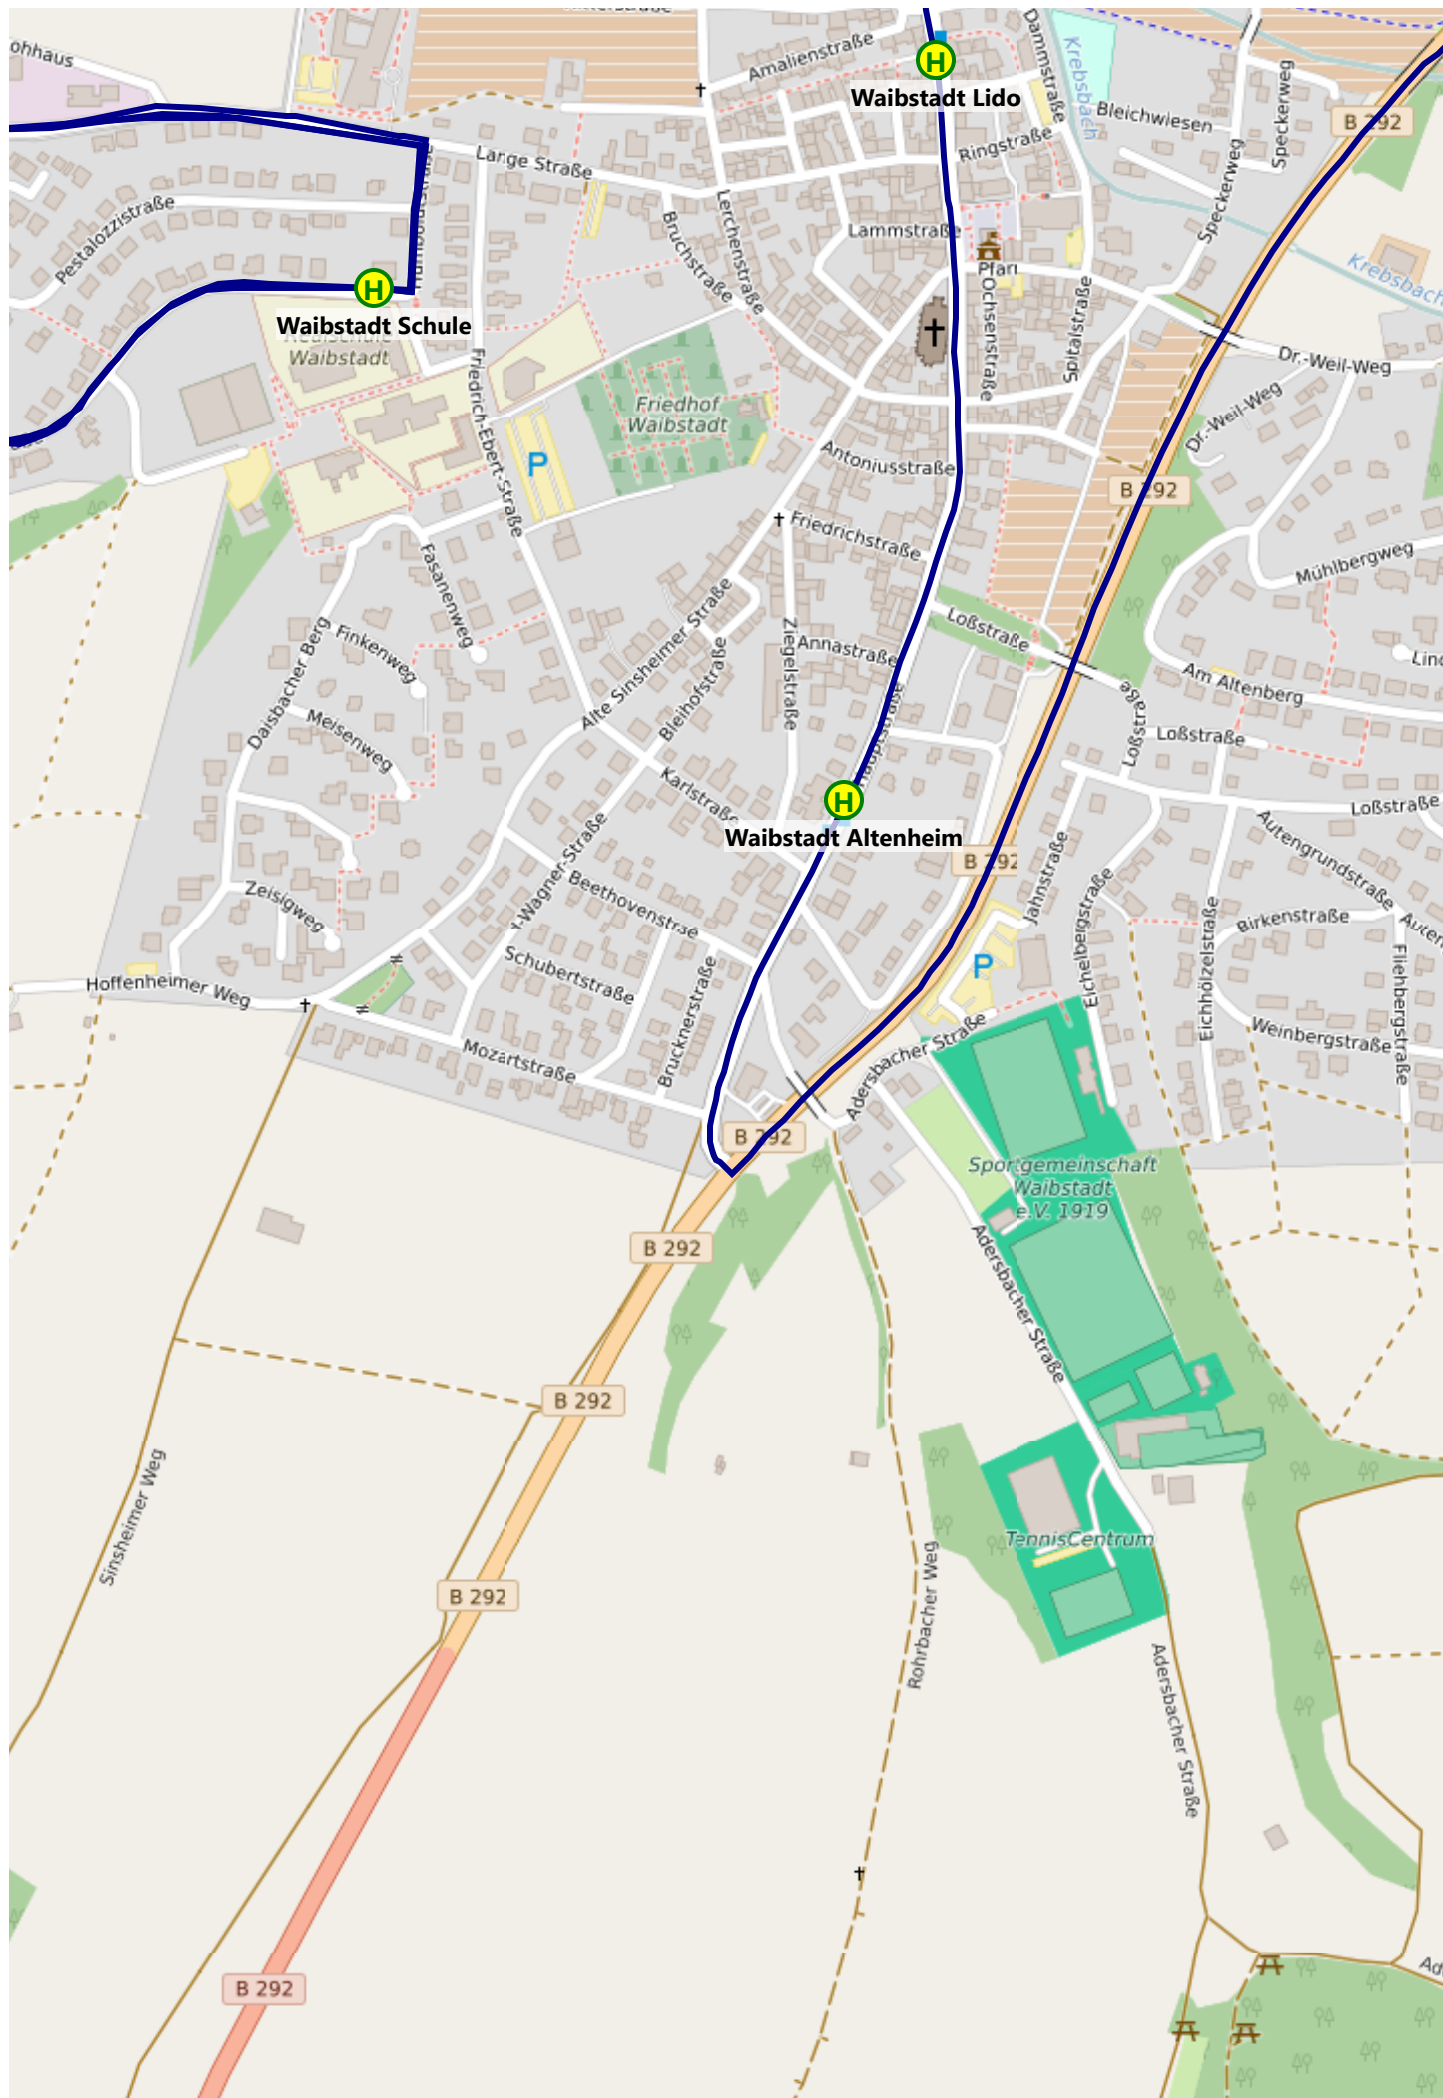 Amalienstraße
Dammstraße
Krebsbach
Speckerweg
Waibstadt Lido
Bleichwiesen
B 292
Ringstraße
Lange Straße
Speckerweg
Pestalozzistraße
Lerchenstraße
Bruchstraße
Lammstraße
Krebsbach
Ochsenstraße
Spitalstraße
Waibstadt Schule
Waibstadt
Dr.-Weil-Weg
Friedrich-Ebert-Straße
Friedhof
Waibstadt
Dr.-Weil-Weg
P
Antoniusstraße
B 292
Friedrichstraße
Fasanenweg
Mühlbergweg
Finkenweg
Alte Sinsheimer Straße
Ziegelstraße
Annastraße
Loßstraße
Daisbacher Berg
Bleihofstraße
Am Altenberg
Meisenweg
Hauptstraße
Loßstraße
Loßstraße
Karlstraße
Loßstraße
Waibstadt Altenheim
B 292
Jahnstraße
Autengrundstraße
Zeisigweg
Beethovenstraße
Eichelbergstraße
Birkenstraße
Schubertstraße
P
Eichhölzelstraße
Fliehbergstraße
Hoffenheimer Weg
Brucknerstraße
Weinbergstraße
Mozartstraße
Adersbacher Straße
B 292
Sportgemeinschaft
Waibstadt
e.V. 1919
B 292
Adersbacher Straße
B 292
Sinsheimer Weg
TennisCentrum
B 292
Rohrbacher Weg
Adersbacher Straße
B 292